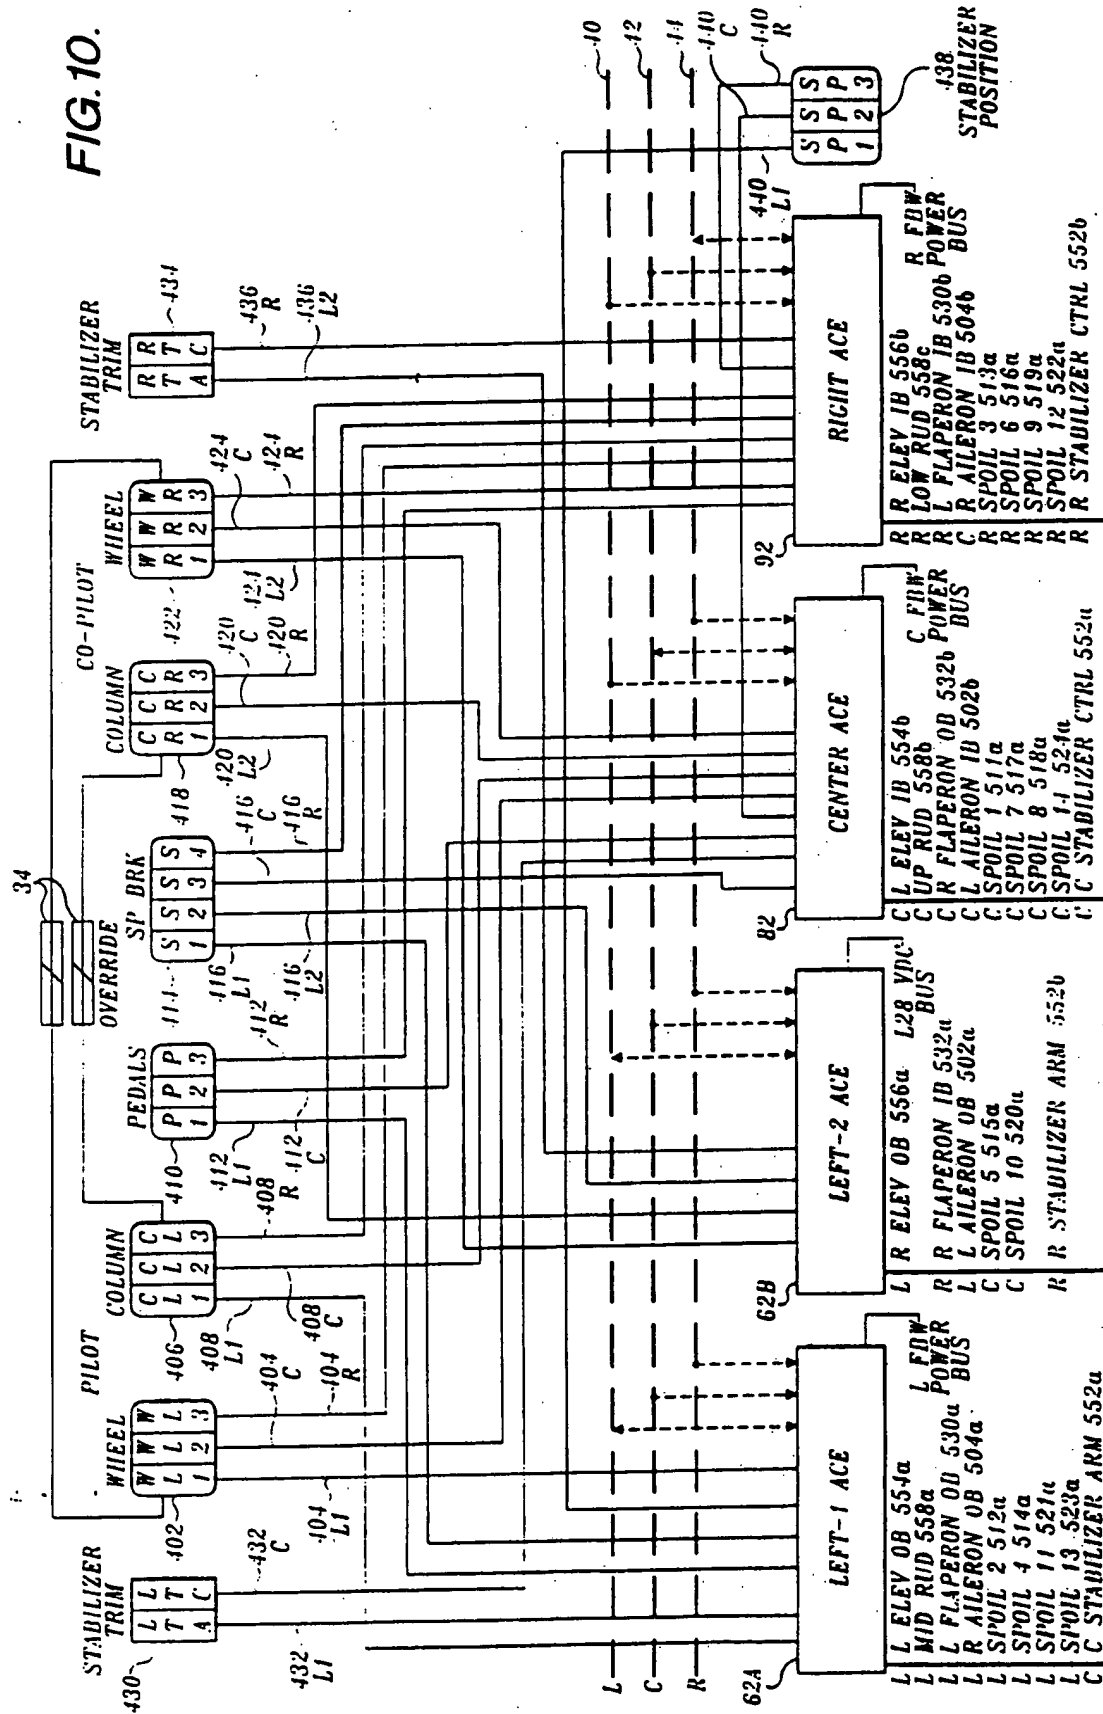 FIG. 10.
34
OVERRIDE
PILOT
CO-PILOT
STABILIZER
TRIM
430
L L
T T
A C
432
L1
432
C
WHEEL
402
W W W
L L L
1 2 3
404
L1
404
C
404
R
COLUMN
406
C C C
L L L
1 2 3
408
L1
408
C
408
R
PEDALS
410
P P P
1 2 3
412
L1
412
C
412
R
SP BRK
414
S S S S
1 2 3 4
416
L1
416
L2
416
C
416
R
COLUMN
418
C C C
R R R
1 2 3
420
L2
420
C
420
R
WHEEL
422
W W W
R R R
1 2 3
424
L2
424
C
424
R
STABILIZER
TRIM
434
R R
T T
A C
436
R
436
L2
L
C
R
40
42
44
440
C
440
R
440
L1
S S S
P P P
1 2 3
438
STABILIZER
POSITION
62A
LEFT-1 ACE
L FBW
POWER
BUS
L L ELEV OB 554a
L MID RUD 558a
L L FLAPERON OB 530a
L R AILERON OB 504a
L SPOIL 2 512a
L SPOIL 4 514a
L SPOIL 11 521a
L SPOIL 13 523a
C C STABILIZER ARM 552a
62B
LEFT-2 ACE
L28 VDC
BUS
L R ELEV OB 556a
R R FLAPERON IB 532a
L L AILERON OB 502a
C SPOIL 5 515a
C SPOIL 10 520a
R R STABILIZER ARM 552b
82
CENTER ACE
C FBW
POWER
BUS
C L ELEV IB 554b
C UP RUD 558b
C R FLAPERON OB 532b
C L AILERON IB 502b
C SPOIL 1 511a
C SPOIL 7 517a
C SPOIL 8 518a
C SPOIL 14 524a
C C STABILIZER CTRL 552a
92
RIGHT ACE
R FBW
POWER
BUS
R R ELEV IB 556b
R LOW RUD 558c
R L FLAPERON IB 530b
C R AILERON IB 504b
R SPOIL 3 513a
R SPOIL 6 516a
R SPOIL 9 519a
R SPOIL 12 522a
R R STABILIZER CTRL 552b